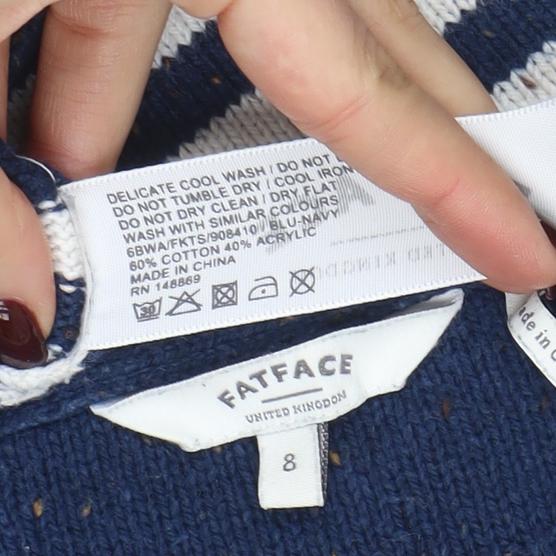 DELICATE COOL WASH / DO NOT
DO NOT TUMBLE DRY / COOL IRON
DO NOT DRY CLEAN / DRY FLAT
WASH WITH SIMILAR COLOURS
6BWA/FKTS/908410 / BLU-NAVY
60% COTTON 40% ACRYLIC
MADE IN CHINA
RN 148869
30
FATFACE
UNITED KINGDOM
8
de in